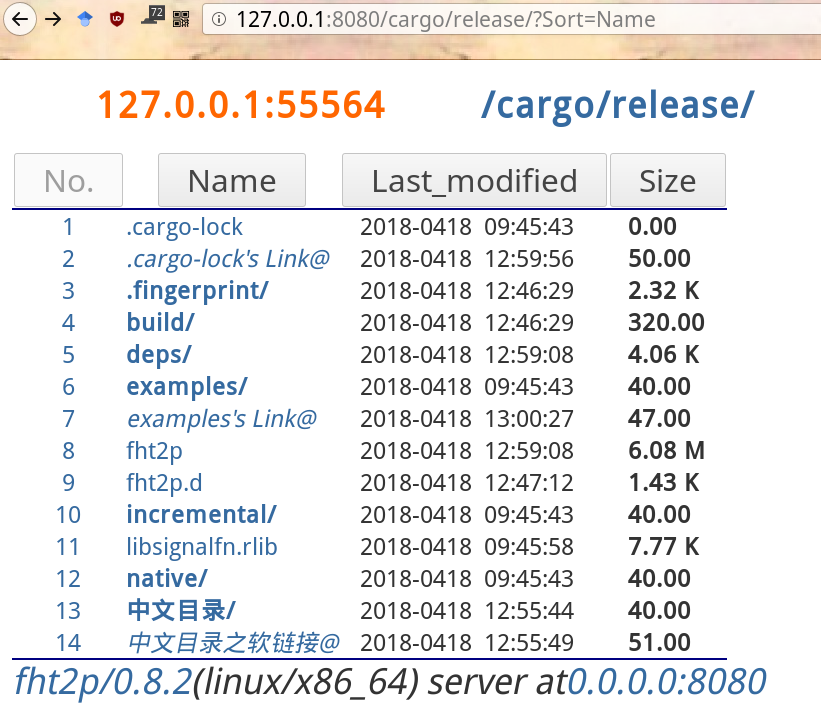 72
127.0.0.1:8080/cargo/release/?Sort=Name
127.0.0.1:55564 /cargo/release/
No. Name Last_modified Size
1 .cargo-lock 2018-0418 09:45:43 0.00
2 .cargo-lock's Link@ 2018-0418 12:59:56 50.00
3 .fingerprint/ 2018-0418 12:46:29 2.32 K
4 build/ 2018-0418 12:46:29 320.00
5 deps/ 2018-0418 12:59:08 4.06 K
6 examples/ 2018-0418 09:45:43 40.00
7 examples's Link@ 2018-0418 13:00:27 47.00
8 fht2p 2018-0418 12:59:08 6.08 M
9 fht2p.d 2018-0418 12:47:12 1.43 K
10 incremental/ 2018-0418 09:45:43 40.00
11 libsignalfn.rlib 2018-0418 09:45:58 7.77 K
12 native/ 2018-0418 09:45:43 40.00
13 中文目录/ 2018-0418 12:55:44 40.00
14 中文目录之软链接@ 2018-0418 12:55:49 51.00
fht2p/0.8.2(linux/x86_64) server at0.0.0.0:8080